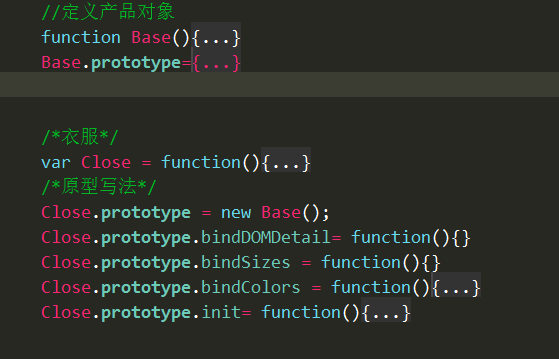 //定义产品对象
function Base(){...}
Base.prototype={...}
/*衣服*/
var Close = function(){...}
/*原型写法*/
Close.prototype = new Base();
Close.prototype.bindDOMDetail= function(){}
Close.prototype.bindSizes = function(){}
Close.prototype.bindColors = function(){...}
Close.prototype.init= function(){...}